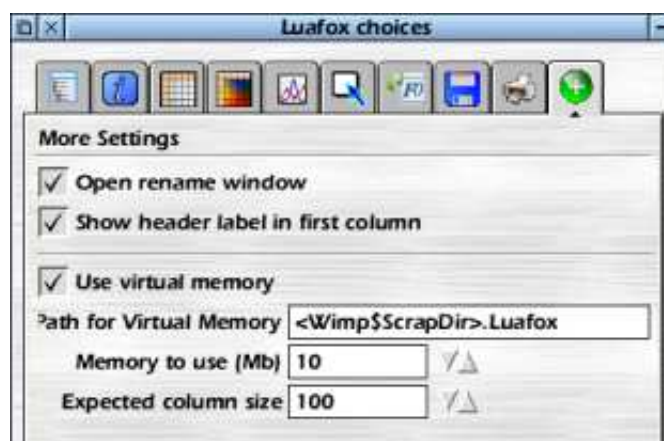 Luafox choices
f()
More Settings
Open rename window
Show header label in first column
Use virtual memory
Path for Virtual Memory <Wimp$ScrapDir>.Luafox
Memory to use (Mb) 10
Expected column size 100